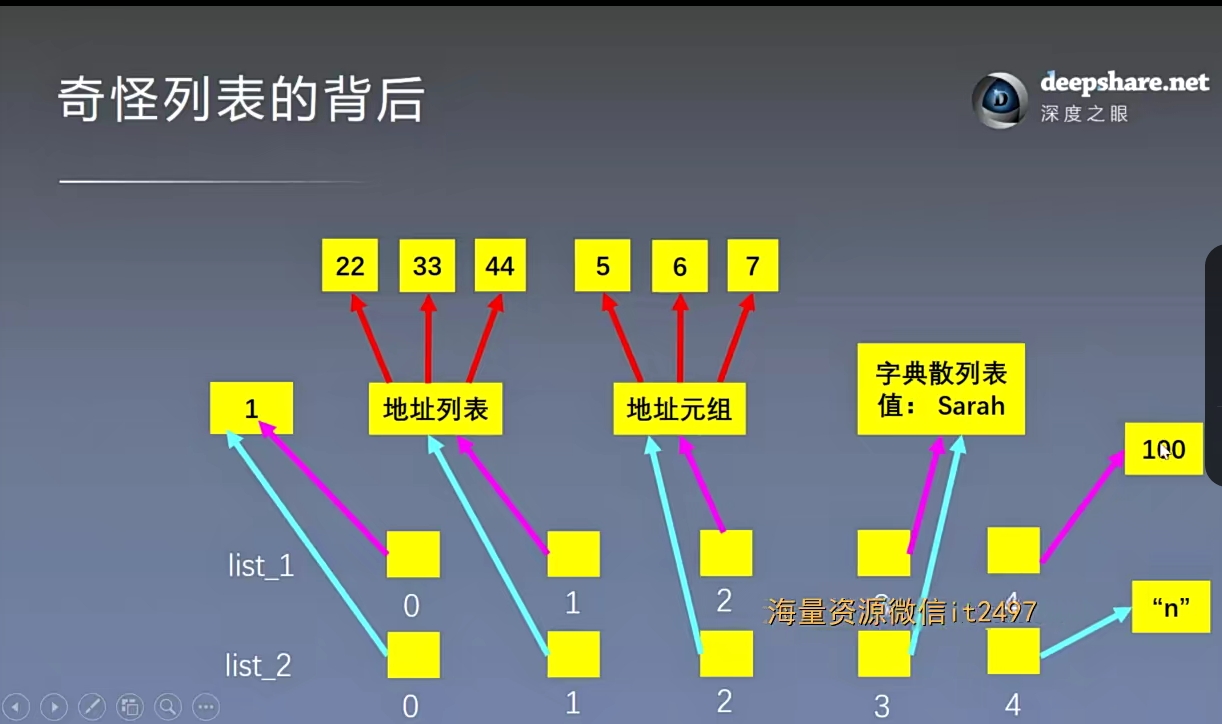 奇怪列表的背后
deepshare.net
深度之眼
22 33 44 5 6 7
字典散列表
值： Sarah
1 地址列表 地址元组
100
list_1
0 1 2 3 4
海量资源微信it2497
“n”
list_2
0 1 2 3 4